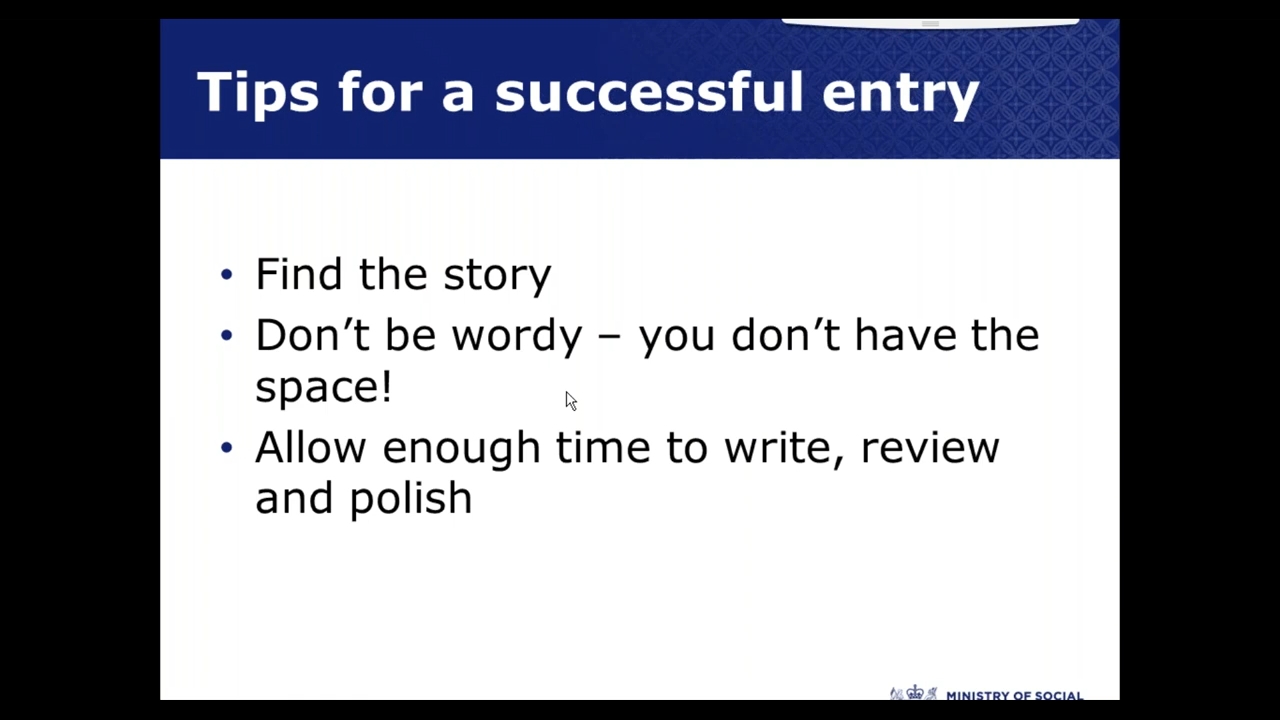 Tips for a successful entry
• Find the story
• Don’t be wordy – you don’t have the
space!
• Allow enough time to write, review
and polish
MINISTRY OF SOCIAL